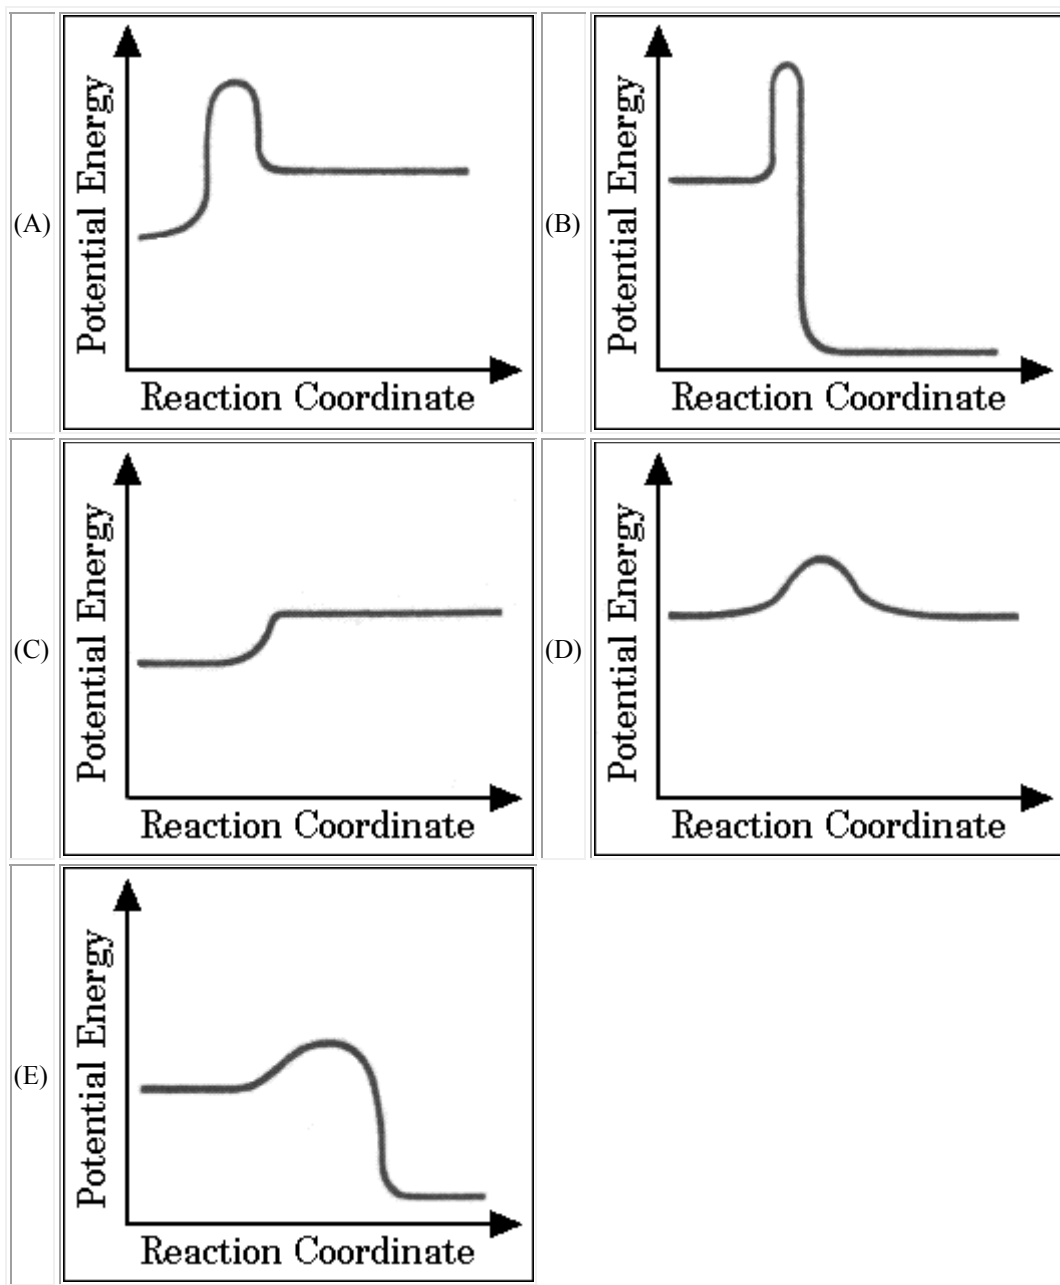 (A)
Potential Energy
Reaction Coordinate
(B)
Potential Energy
Reaction Coordinate
(C)
Potential Energy
Reaction Coordinate
(D)
Potential Energy
Reaction Coordinate
(E)
Potential Energy
Reaction Coordinate